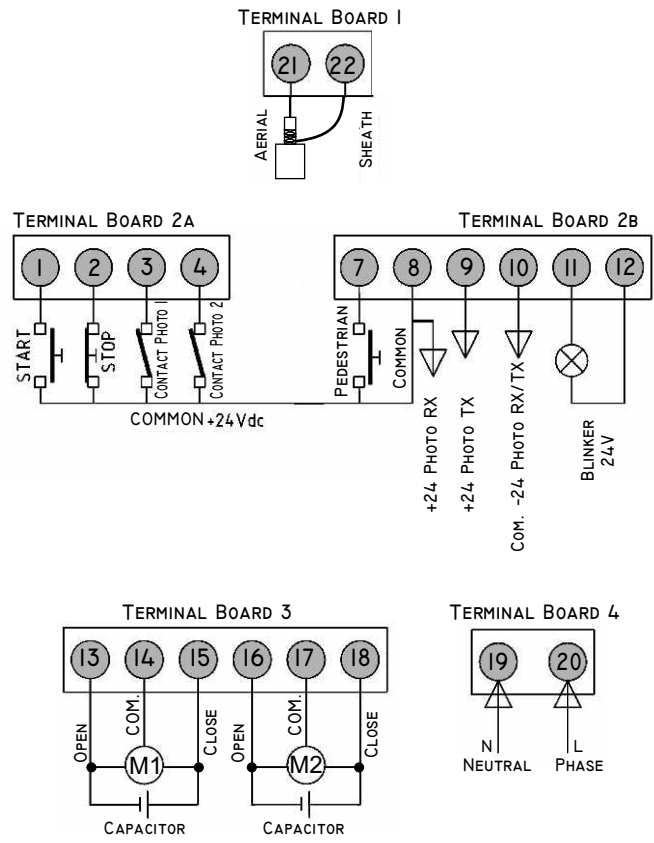 TERMINAL BOARD 1
21 22
AERIAL
SHEATH
TERMINAL BOARD 2A
1 2 3 4
START
STOP
CONTACT PHOTO 1
CONTACT PHOTO 2
COMMON +24Vdc
TERMINAL BOARD 2B
7 8 9 10 11 12
PEDESTRIAN
COMMON
+24 PHOTO RX
+24 PHOTO TX
COM. -24 PHOTO RX/TX
BLINKER
24V
TERMINAL BOARD 3
13 14 15 16 17 18
OPEN
COM.
CLOSE
OPEN
COM.
CLOSE
M1
M2
CAPACITOR
CAPACITOR
TERMINAL BOARD 4
19 20
N
NEUTRAL
L
PHASE